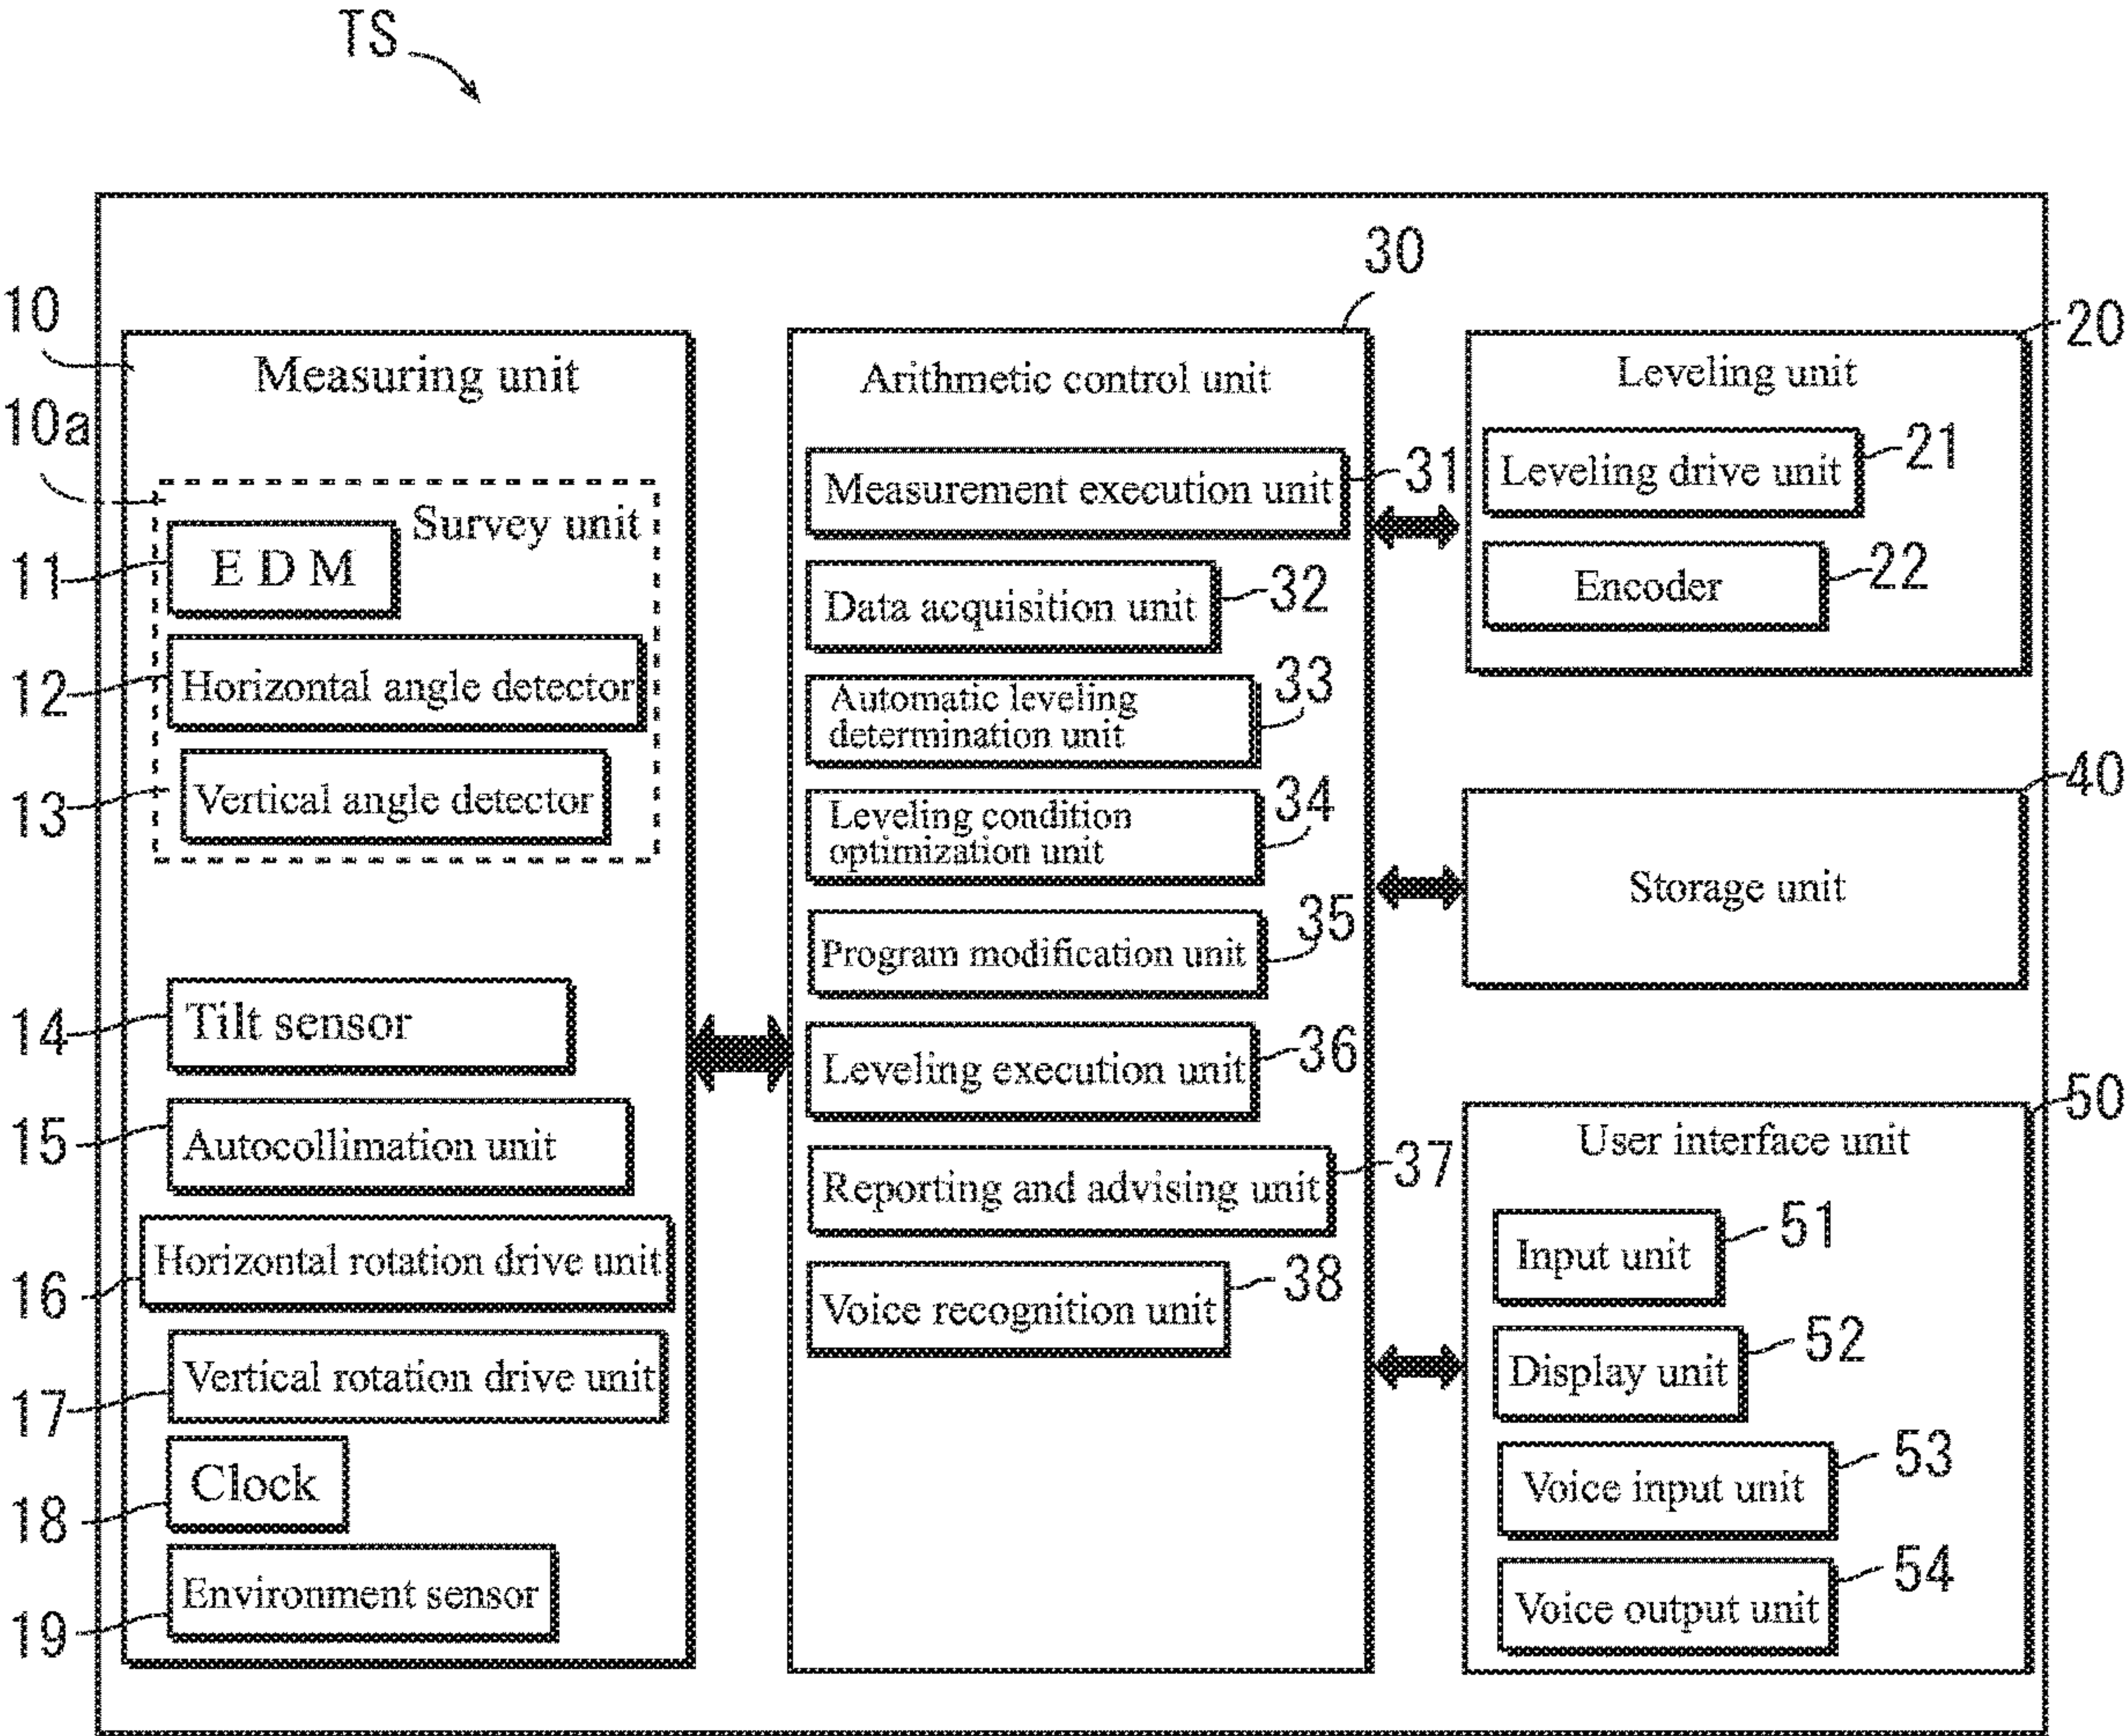 TS
10
Measuring unit
10a
Survey unit
11
E D M
12
Horizontal angle detector
13
Vertical angle detector
14
Tilt sensor
15
Autocollimation unit
16
Horizontal rotation drive unit
17
Vertical rotation drive unit
18
Clock
19
Environment sensor
30
Arithmetic control unit
Measurement execution unit
31
Data acquisition unit
32
Automatic leveling
determination unit
33
Leveling condition
optimization unit
34
Program modification unit
35
Leveling execution unit
36
Reporting and advising unit
37
Voice recognition unit
38
20
Leveling unit
Leveling drive unit
21
Encoder
22
40
Storage unit
50
User interface unit
Input unit
51
Display unit
52
Voice input unit
53
Voice output unit
54